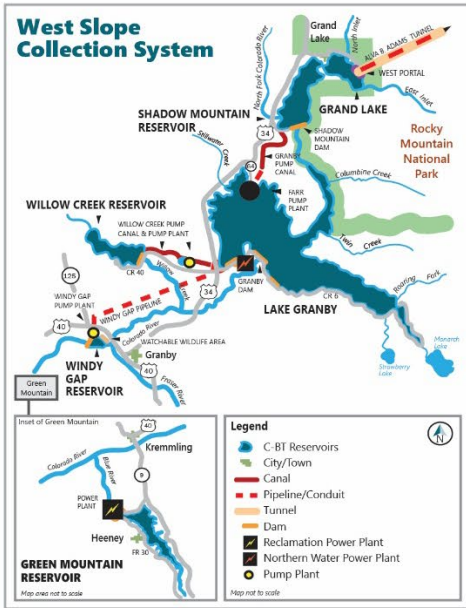 West Slope
Collection System
Grand
Lake
North Inlet
ALVA B ADAMS TUNNEL
WEST PORTAL
East Inlet
GRAND LAKE
North Fork Colorado River
SHADOW MOUNTAIN
RESERVOIR
34
SHADOW
MOUNTAIN
DAM
Rocky
Mountain
National
Park
Stillwater
Creek
GRANBY
PUMP
CANAL
64
FARR
PUMP
PLANT
Columbine Creek
WILLOW CREEK RESERVOIR
WILLOW CREEK PUMP
CANAL & PUMP PLANT
Twin
Creek
CR 40
Willow
Creek
125
WINDY GAP
PUMP PLANT
WINDY GAP PIPELINE
34
GRANBY
DAM
CR 6
Roaring Fork
LAKE GRANBY
40
Colorado River
WATCHABLE WILDLIFE AREA
Monarch
Lake
Strawberry
Lake
Granby
40
WINDY
GAP
RESERVOIR
Fraser River
Green
Mountain
Inset of Green Mountain
40
Kremmling
Colorado River
Blue River
9
POWER
PLANT
Heeney
FR 30
GREEN MOUNTAIN
RESERVOIR
Map area not to scale
Legend
N
C-BT Reservoirs
City/Town
Canal
Pipeline/Conduit
Tunnel
Dam
Reclamation Power Plant
Northern Water Power Plant
Pump Plant
Map not to scale